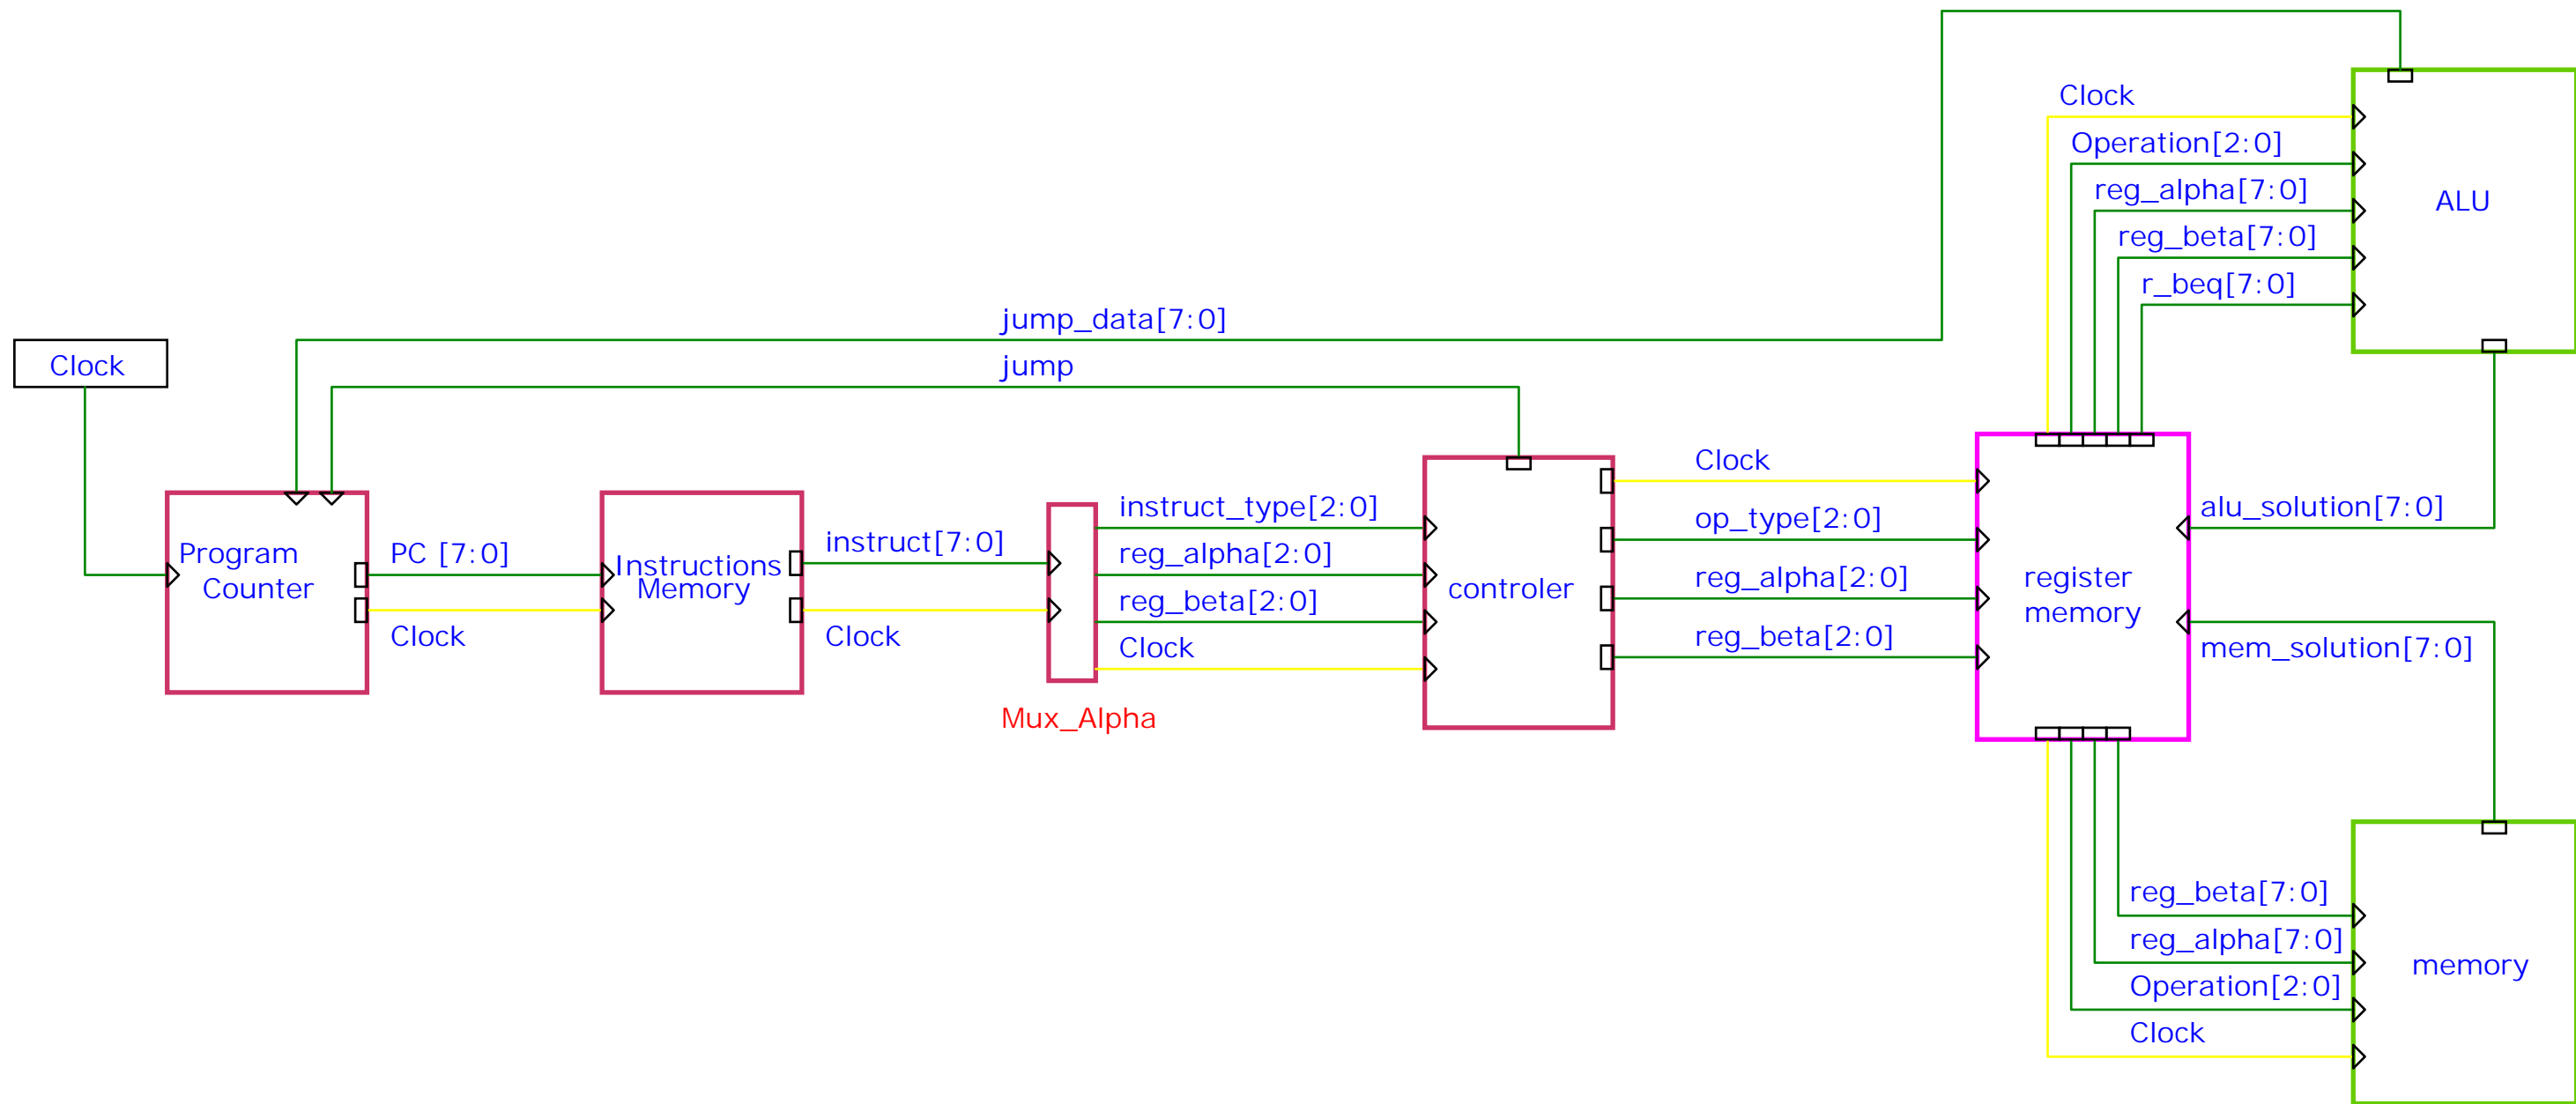 Clock
Operation[2:0]
reg_alpha[7:0]
ALU
reg_beta[7:0]
r_beq[7:0]
jump_data[7:0]
Clock
jump
Clock
instruct_type[2:0]
op_type[2:0]
alu_solution[7:0]
Program
Counter
PC [7:0]
Instructions
Memory
instruct[7:0]
reg_alpha[2:0]
controler
reg_alpha[2:0]
register
memory
reg_beta[2:0]
Clock
Clock
Clock
reg_beta[2:0]
mem_solution[7:0]
Mux_Alpha
reg_beta[7:0]
reg_alpha[7:0]
memory
Operation[2:0]
Clock